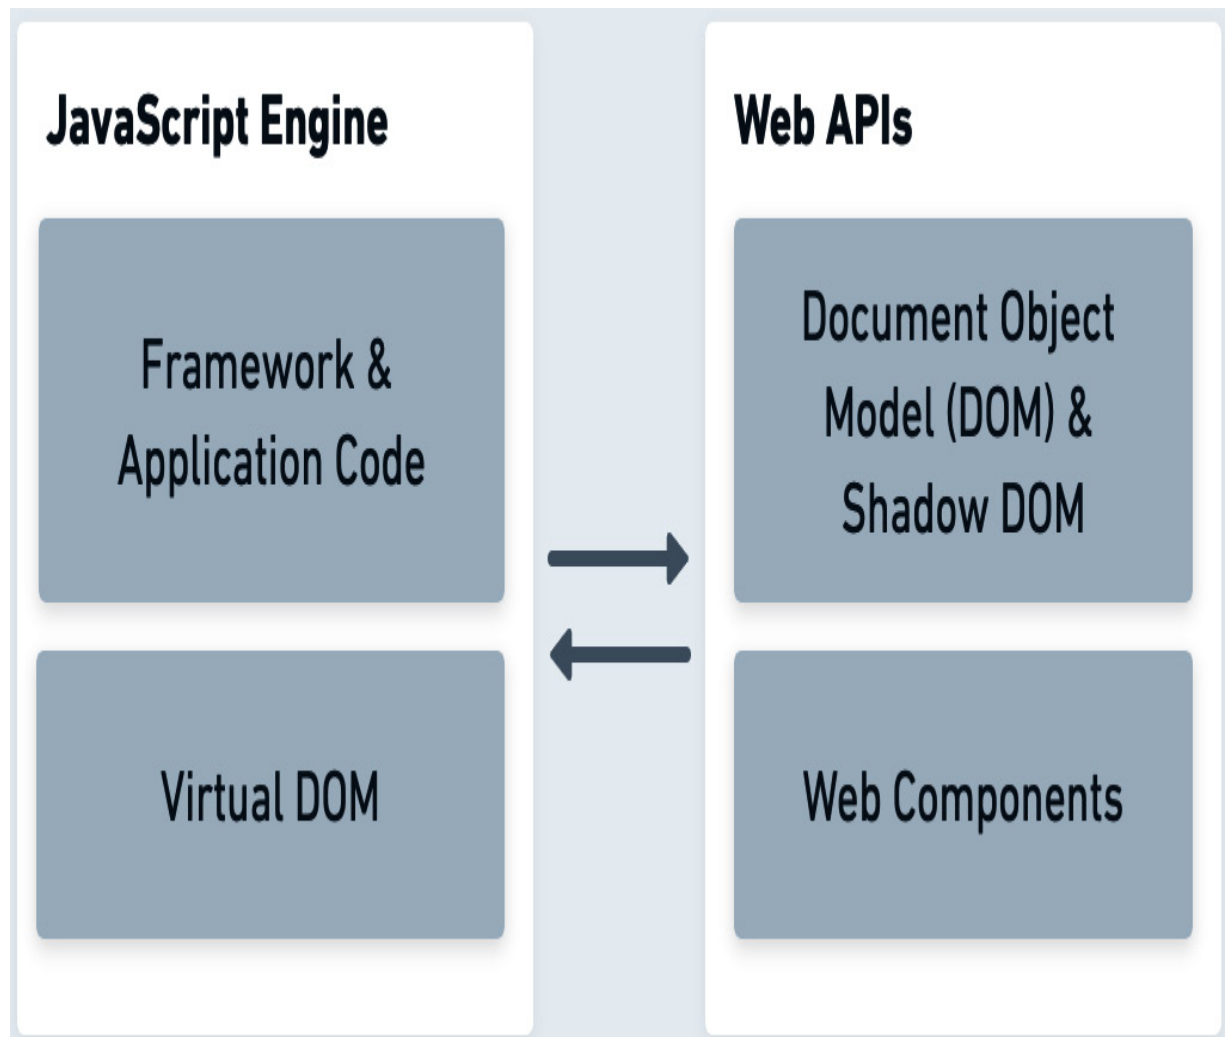 JavaScript Engine
Framework &
Application Code
Virtual DOM
Web APIs
Document Object
Model (DOM) &
Shadow DOM
Web Components